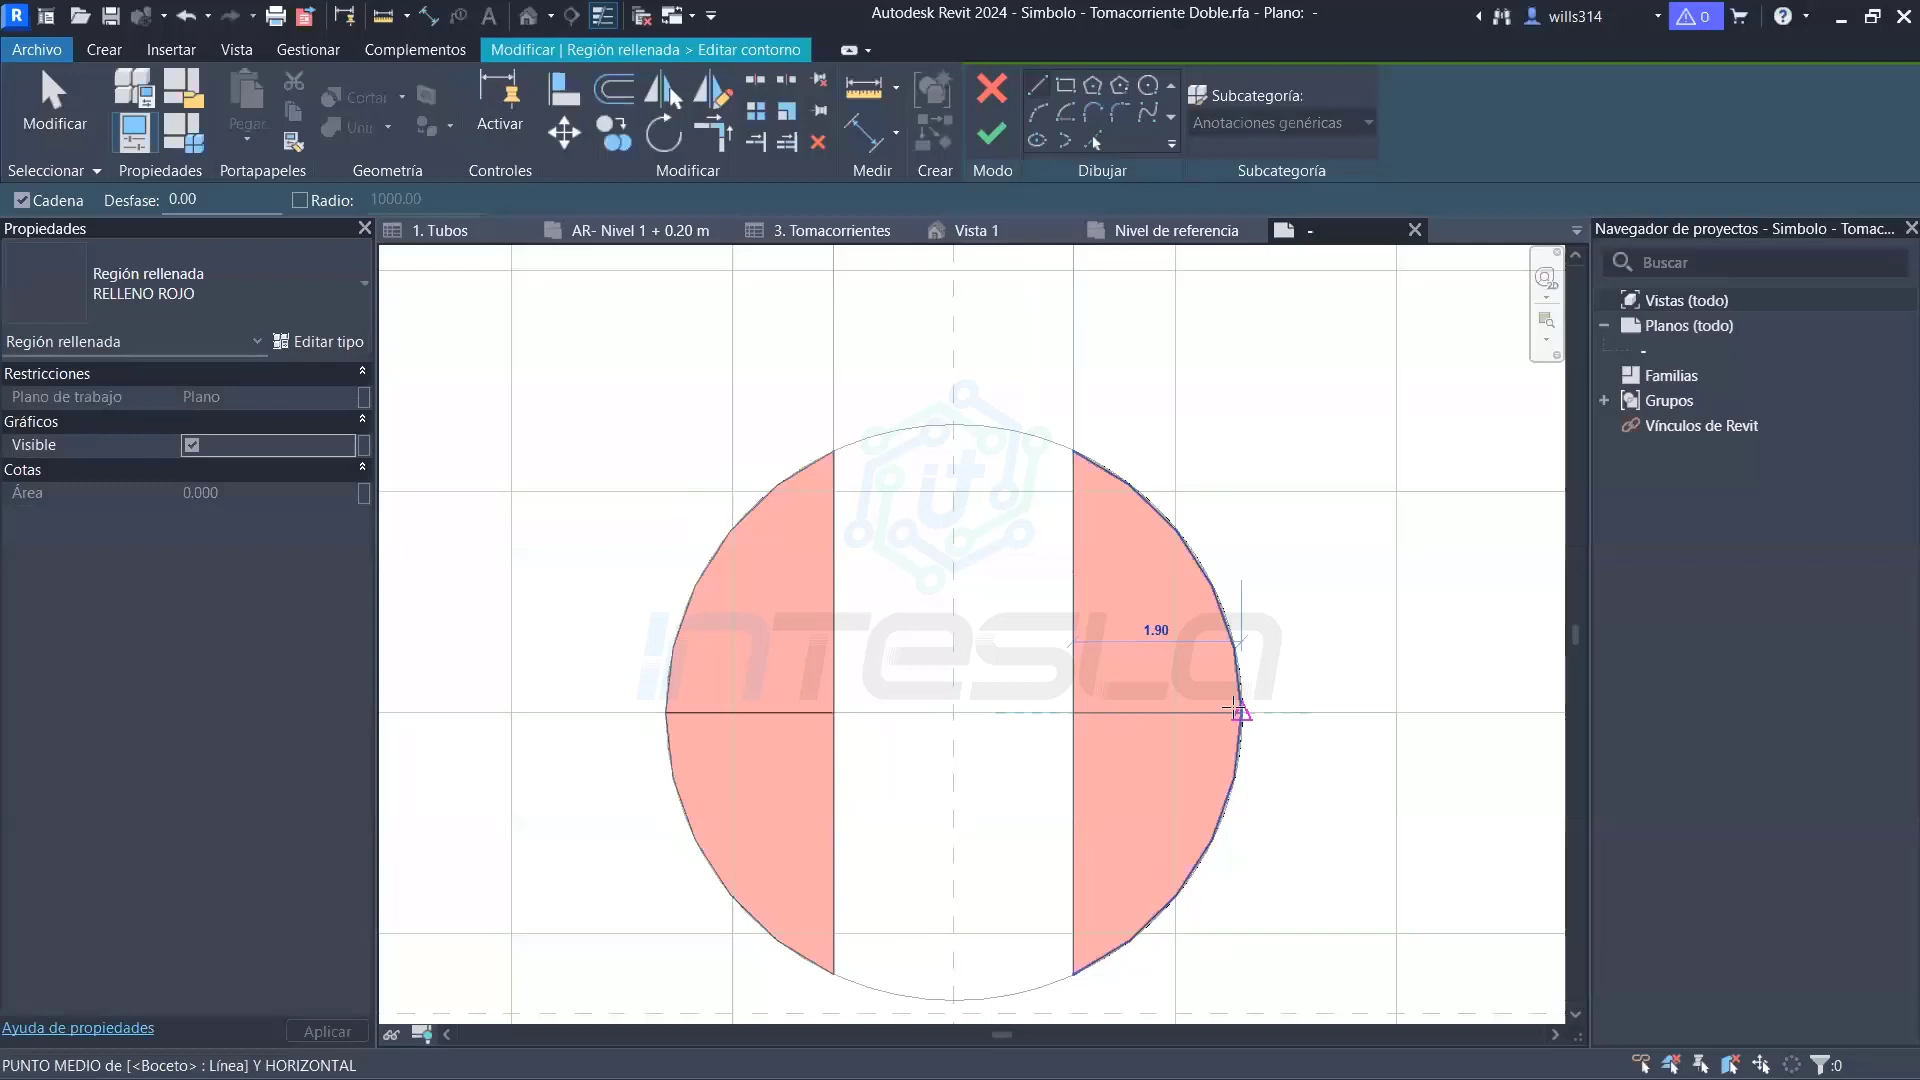 Autodesk Revit 2024 - Simbolo - Tomacorriente Doble.rfa - Plano: -
wills314
0
Archivo Crear Insertar Vista Gestionar Complementos Modificar | Región rellenada > Editar contorno
Modificar
Pegar
Cortar
Unir
Activar
Subcategoría:
Anotaciones genéricas
Seleccionar Propiedades Portapapeles Geometría Controles Modificar Medir Crear Modo Dibujar Subcategoría
Cadena Desfase: 0.00 Radio: 1000.00
Propiedades
1. Tubos AR- Nivel 1 + 0.20 m 3. Tomacorrientes Vista 1 Nivel de referencia -
Navegador de proyectos - Simbolo - Tomac...
Región rellenada
RELLENO ROJO
Buscar
Región rellenada Editar tipo
Restricciones
Plano de trabajo Plano
Gráficos
Visible
Cotas
Área 0.000
Vistas (todo)
Planos (todo)
-
Familias
Grupos
Vínculos de Revit
2D
it
INTESLA
1.90
Ayuda de propiedades Aplicar
PUNTO MEDIO de [<Boceto> : Línea] Y HORIZONTAL
:0